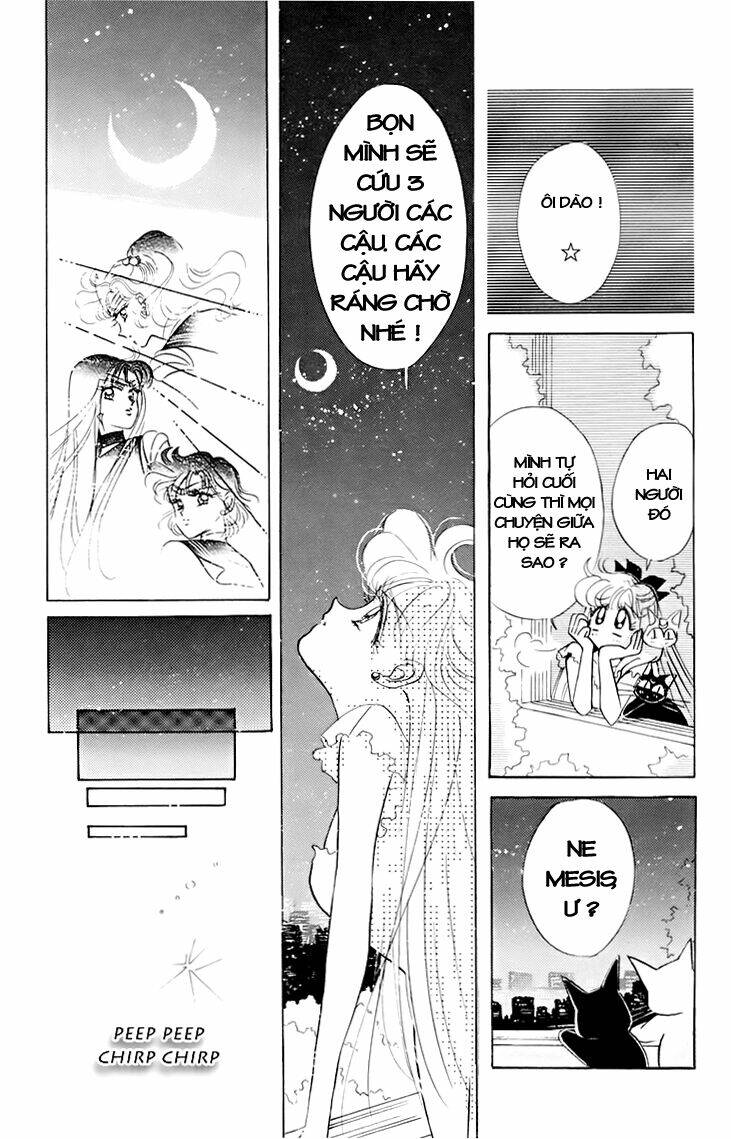 ÔI DÀO !
☆
HAI
NGƯỜI
ĐÓ
MÌNH TỰ
HỎI CUỐI
CÙNG THÌ MỌI
CHUYỆN GIỮA
HỌ SẼ RA
SAO ?
NE
MESIS,
Ư ?
BỌN
MÌNH SẼ
CỨU 3
NGƯỜI CÁC
CẬU. CÁC
CẬU HÃY
RÁNG CHỜ
NHÉ !
PEEP PEEP
CHIRP CHIRP